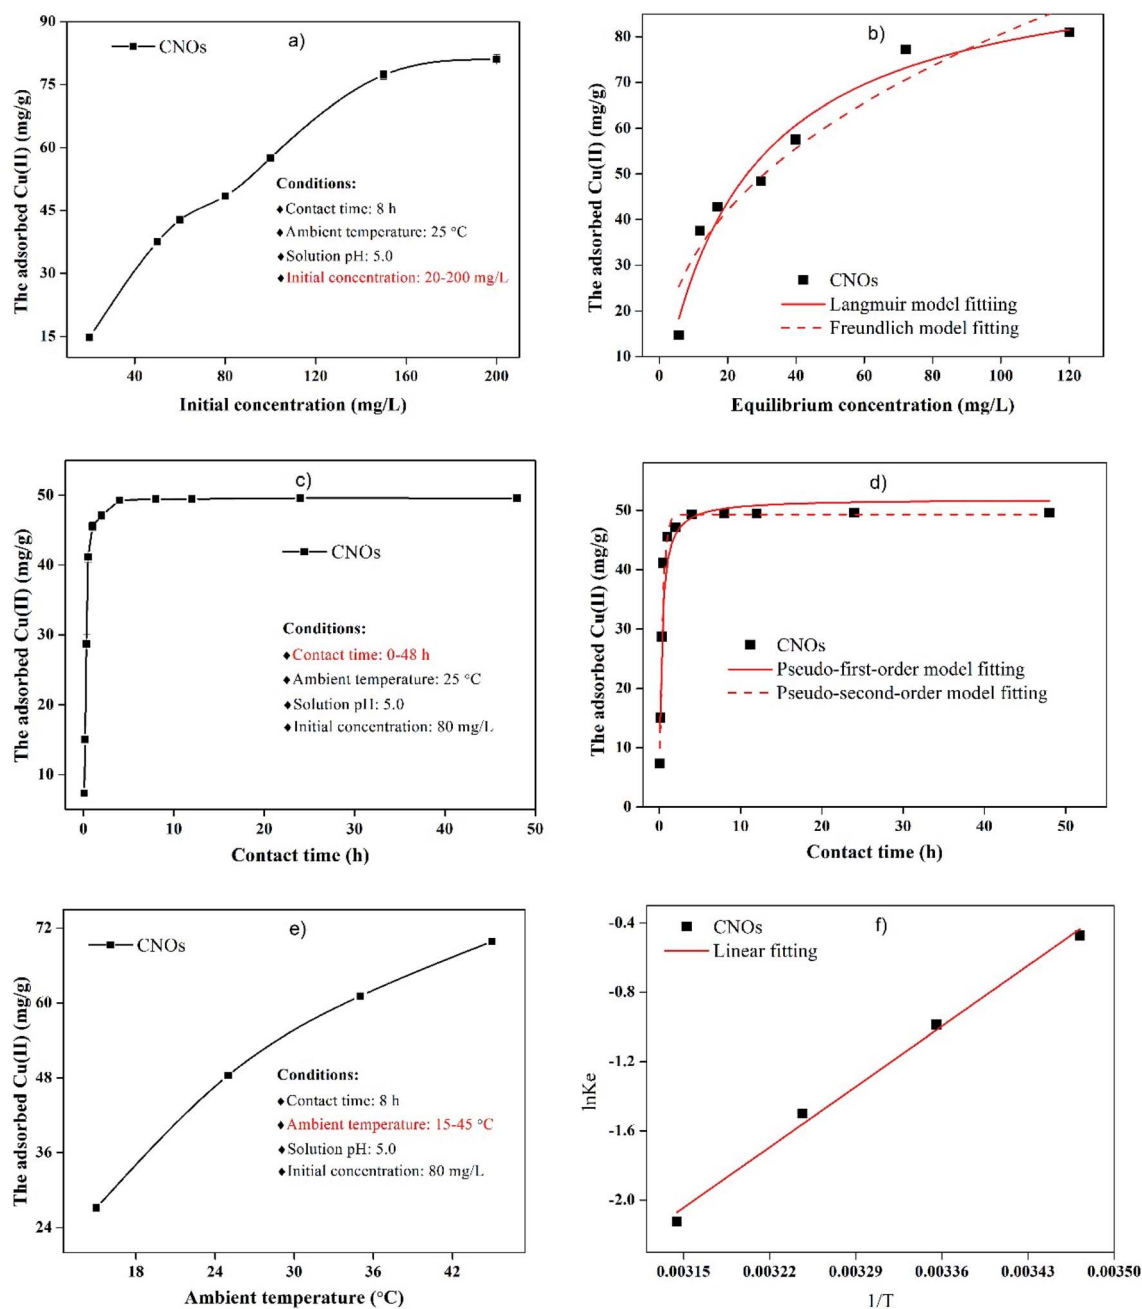 a)
CNOs
90
75
60
45
30
15
The adsorbed Cu(II) (mg/g)
Conditions:
♦Contact time: 8 h
♦Ambient temperature: 25 °C
♦Solution pH: 5.0
♦Initial concentration: 20-200 mg/L
40 80 120 160 200
Initial concentration (mg/L)
b)
80
70
60
50
40
30
20
10
The adsorbed Cu(II) (mg/g)
CNOs
Langmuir model fittiing
Freundlich model fitting
0 20 40 60 80 100 120
Equilibrium concentration (mg/L)
c)
50
40
30
20
10
The adsorbed Cu(II) (mg/g)
CNOs
Conditions:
♦Contact time: 0-48 h
♦Ambient temperature: 25 °C
♦Solution pH: 5.0
♦Initial concentration: 80 mg/L
0 10 20 30 40 50
Contact time (h)
d)
50
40
30
20
10
0
The adsorbed Cu(II) (mg/g)
CNOs
Pseudo-first-order model fitting
Pseudo-second-order model fitting
0 10 20 30 40 50
Contact time (h)
e)
CNOs
72
60
48
36
24
The adsorbed Cu(II) (mg/g)
Conditions:
♦Contact time: 8 h
♦Ambient temperature: 15-45 °C
♦Solution pH: 5.0
♦Initial concentration: 80 mg/L
18 24 30 36 42
Ambient temperature (°C)
f)
CNOs
Linear fitting
-0.4
-0.8
-1.2
-1.6
-2.0
lnKe
0.00315 0.00322 0.00329 0.00336 0.00343 0.00350
1/T